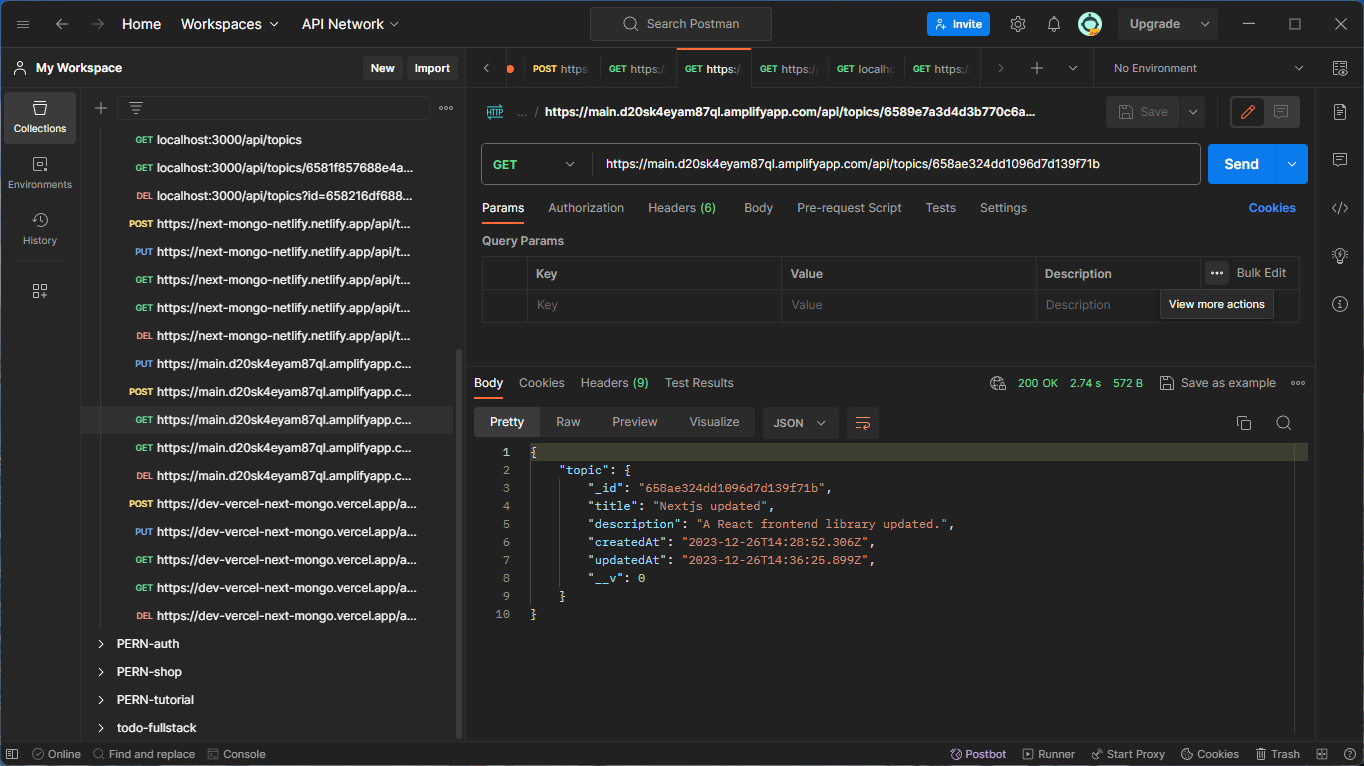 Home Workspaces API Network Search Postman Invite Upgrade
My Workspace New Import POST https: GET https:/ GET https:/ GET https:/ GET localh GET https:/ No Environment
Collections
Environments
History
GET localhost:3000/api/topics
GET localhost:3000/api/topics/6581f857688e4a...
DEL localhost:3000/api/topics?id=658216df688...
POST https://next-mongo-netlify.netlify.app/api/t...
PUT https://next-mongo-netlify.netlify.app/api/t...
GET https://next-mongo-netlify.netlify.app/api/t...
GET https://next-mongo-netlify.netlify.app/api/t...
DEL https://next-mongo-netlify.netlify.app/api/t...
PUT https://main.d20sk4eyam87ql.amplifyapp.c...
POST https://main.d20sk4eyam87ql.amplifyapp.c...
GET https://main.d20sk4eyam87ql.amplifyapp.c...
GET https://main.d20sk4eyam87ql.amplifyapp.c...
DEL https://main.d20sk4eyam87ql.amplifyapp.c...
POST https://dev-vercel-next-mongo.vercel.app/a...
PUT https://dev-vercel-next-mongo.vercel.app/a...
GET https://dev-vercel-next-mongo.vercel.app/a...
GET https://dev-vercel-next-mongo.vercel.app/a...
DEL https://dev-vercel-next-mongo.vercel.app/a...
PERN-auth
PERN-shop
PERN-tutorial
todo-fullstack
HTTP ... / https://main.d20sk4eyam87ql.amplifyapp.com/api/topics/6589e7a3d4d3b770c6a... Save
GET https://main.d20sk4eyam87ql.amplifyapp.com/api/topics/658ae324dd1096d7d139f71b Send
Params Authorization Headers (6) Body Pre-request Script Tests Settings Cookies
Query Params
Key Value Description Bulk Edit
Key Value Description
View more actions
Body Cookies Headers (9) Test Results 200 OK 2.74 s 572 B Save as example
Pretty Raw Preview Visualize JSON
1 {
2 "topic": {
3 "_id": "658ae324dd1096d7d139f71b",
4 "title": "Nextjs updated",
5 "description": "A React frontend library updated.",
6 "createdAt": "2023-12-26T14:28:52.306Z",
7 "updatedAt": "2023-12-26T14:36:25.899Z",
8 "__v": 0
9 }
10 }
Online Find and replace Console Postbot Runner Start Proxy Cookies Trash